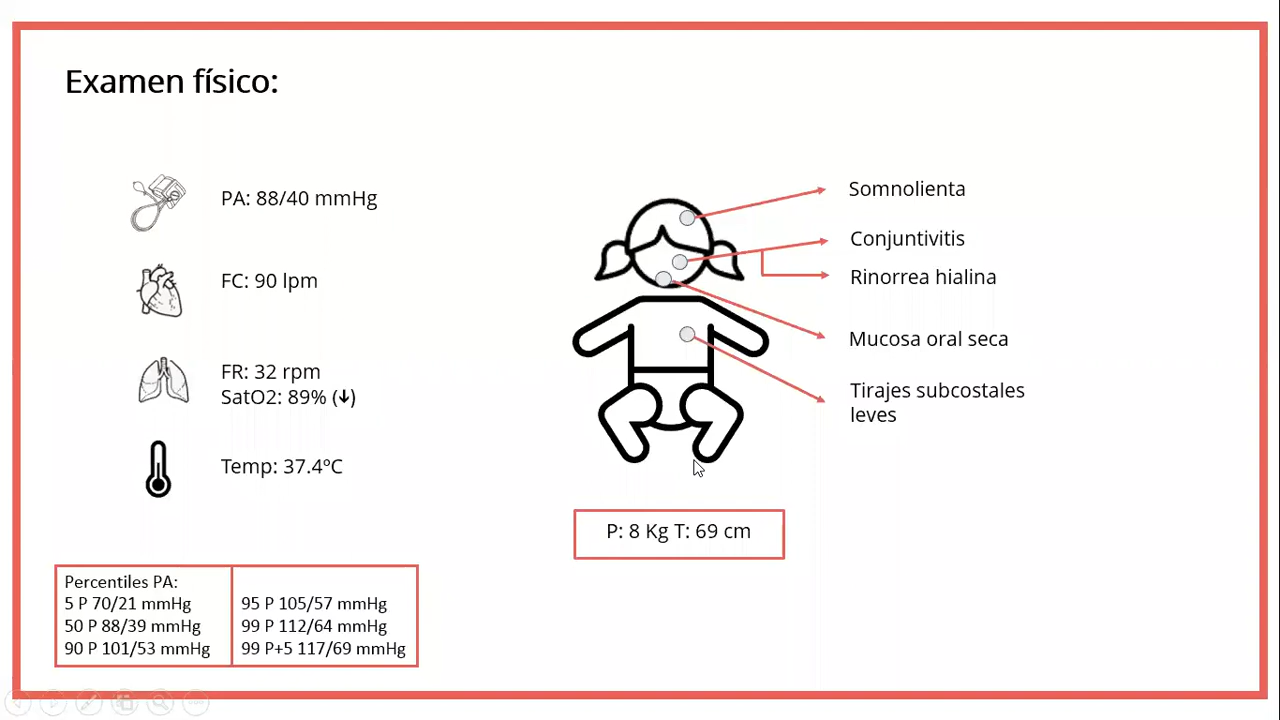 Examen físico:
PA: 88/40 mmHg
FC: 90 lpm
FR: 32 rpm
SatO2: 89% (↓)
Temp: 37.4ºC
Somnolienta
Conjuntivitis
Rinorrea hialina
Mucosa oral seca
Tirajes subcostales
leves
P: 8 Kg T: 69 cm
Percentiles PA:
5 P 70/21 mmHg
50 P 88/39 mmHg
90 P 101/53 mmHg
95 P 105/57 mmHg
99 P 112/64 mmHg
99 P+5 117/69 mmHg